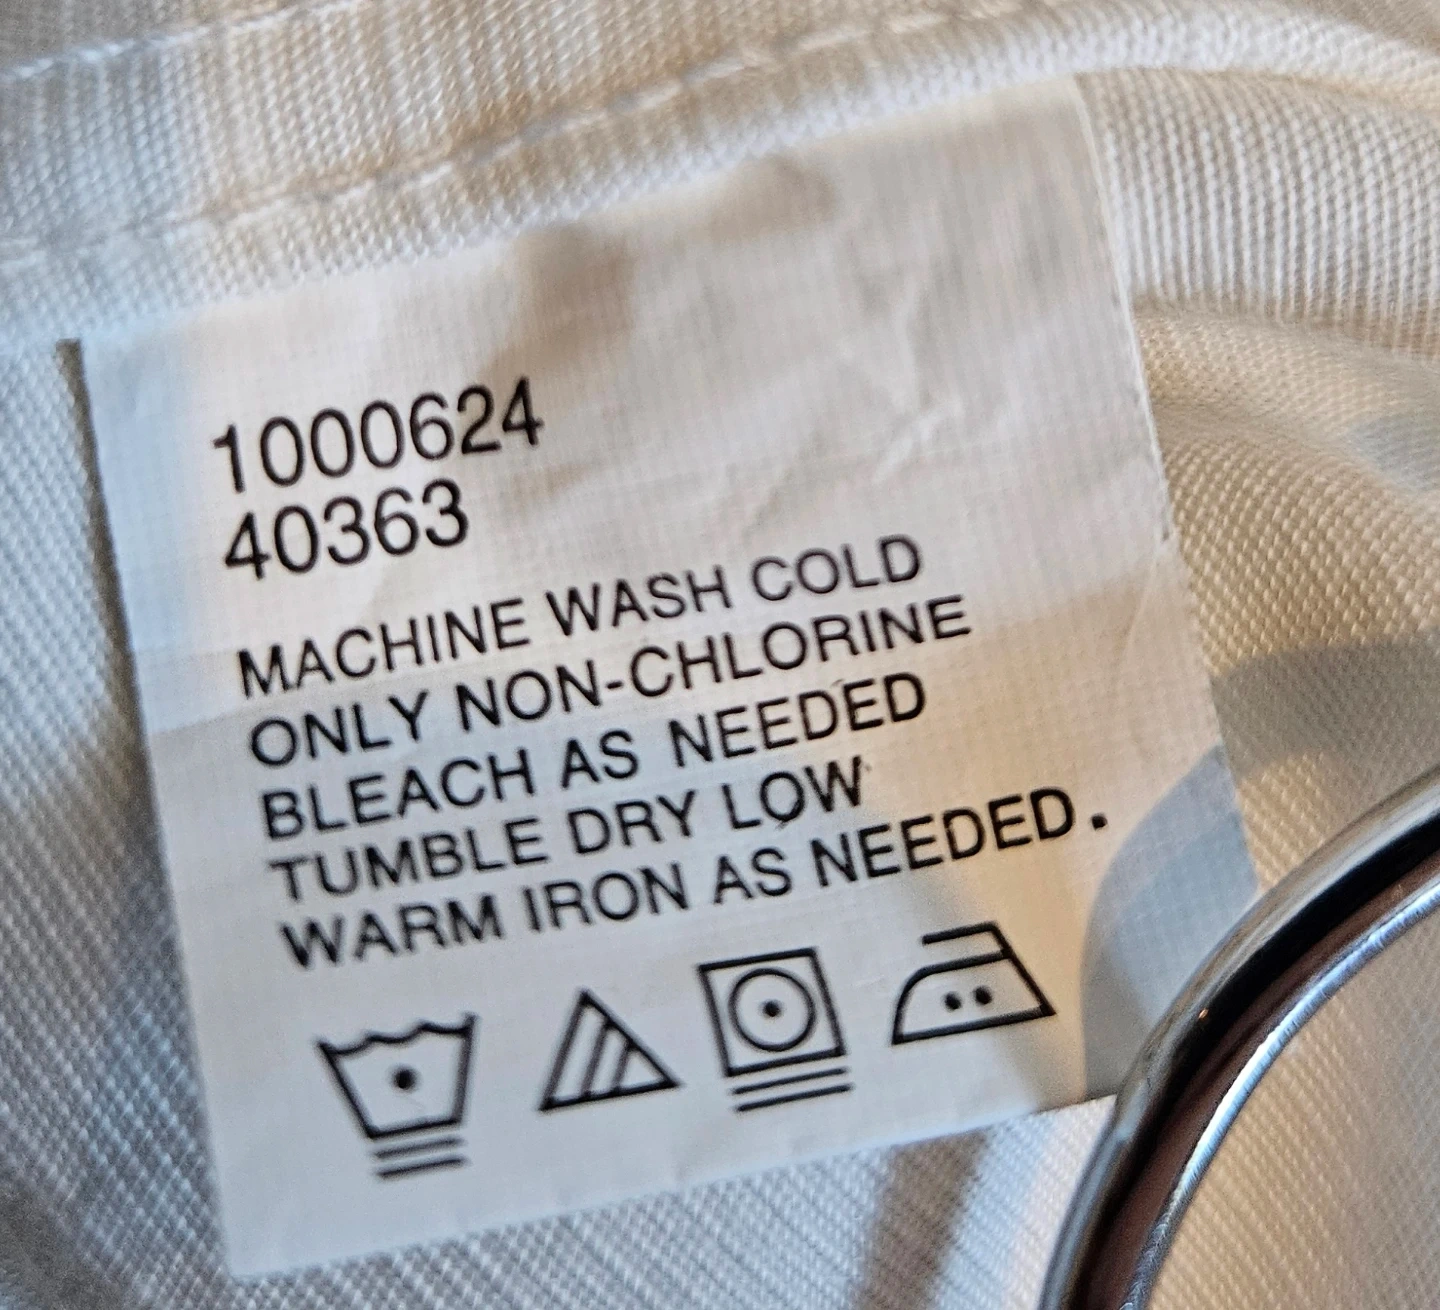 1000624
40363
MACHINE WASH COLD
ONLY NON-CHLORINE
BLEACH AS NEEDED
TUMBLE DRY LOW
WARM IRON AS NEEDED.